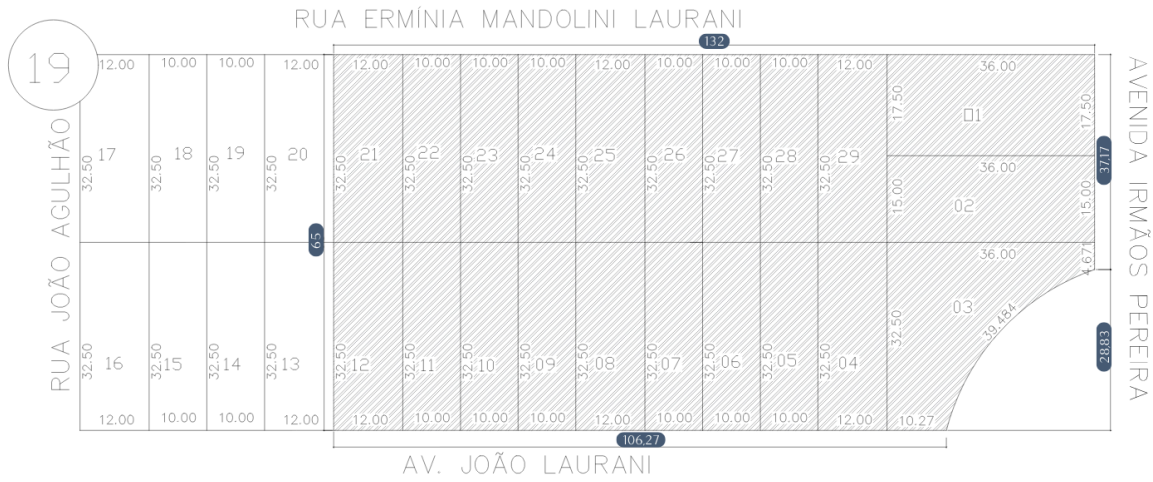 RUA ERMÍNIA MANDOLINI LAURANI
132
19
12.00 10.00 10.00 12.00 12.00 10.00 10.00 10.00 12.00 10.00 10.00 10.00 12.00 36.00
17.50 17.50
01
37,17
32.50 17 32.50 18 32.50 19 32.50 20 32.50 21 32.50 22 32.50 23 32.50 24 32.50 25 32.50 26 32.50 27 32.50 28 32.50 29
36.00
15.00 02 15.00
65
36.00 4.671
03
39.484
32.50
28,83
32.50 16 32.50 15 32.50 14 32.50 13 32.50 12 32.50 11 32.50 10 32.50 09 32.50 08 32.50 07 32.50 06 32.50 05 32.50 04
12.00 10.00 10.00 12.00 12.00 10.00 10.00 10.00 12.00 10.00 10.00 10.00 12.00 10.27
106,27
AV. JOÃO LAURANI
RUA JOÃO AGULHÃO
AVENIDA IRMÃOS PEREIRA